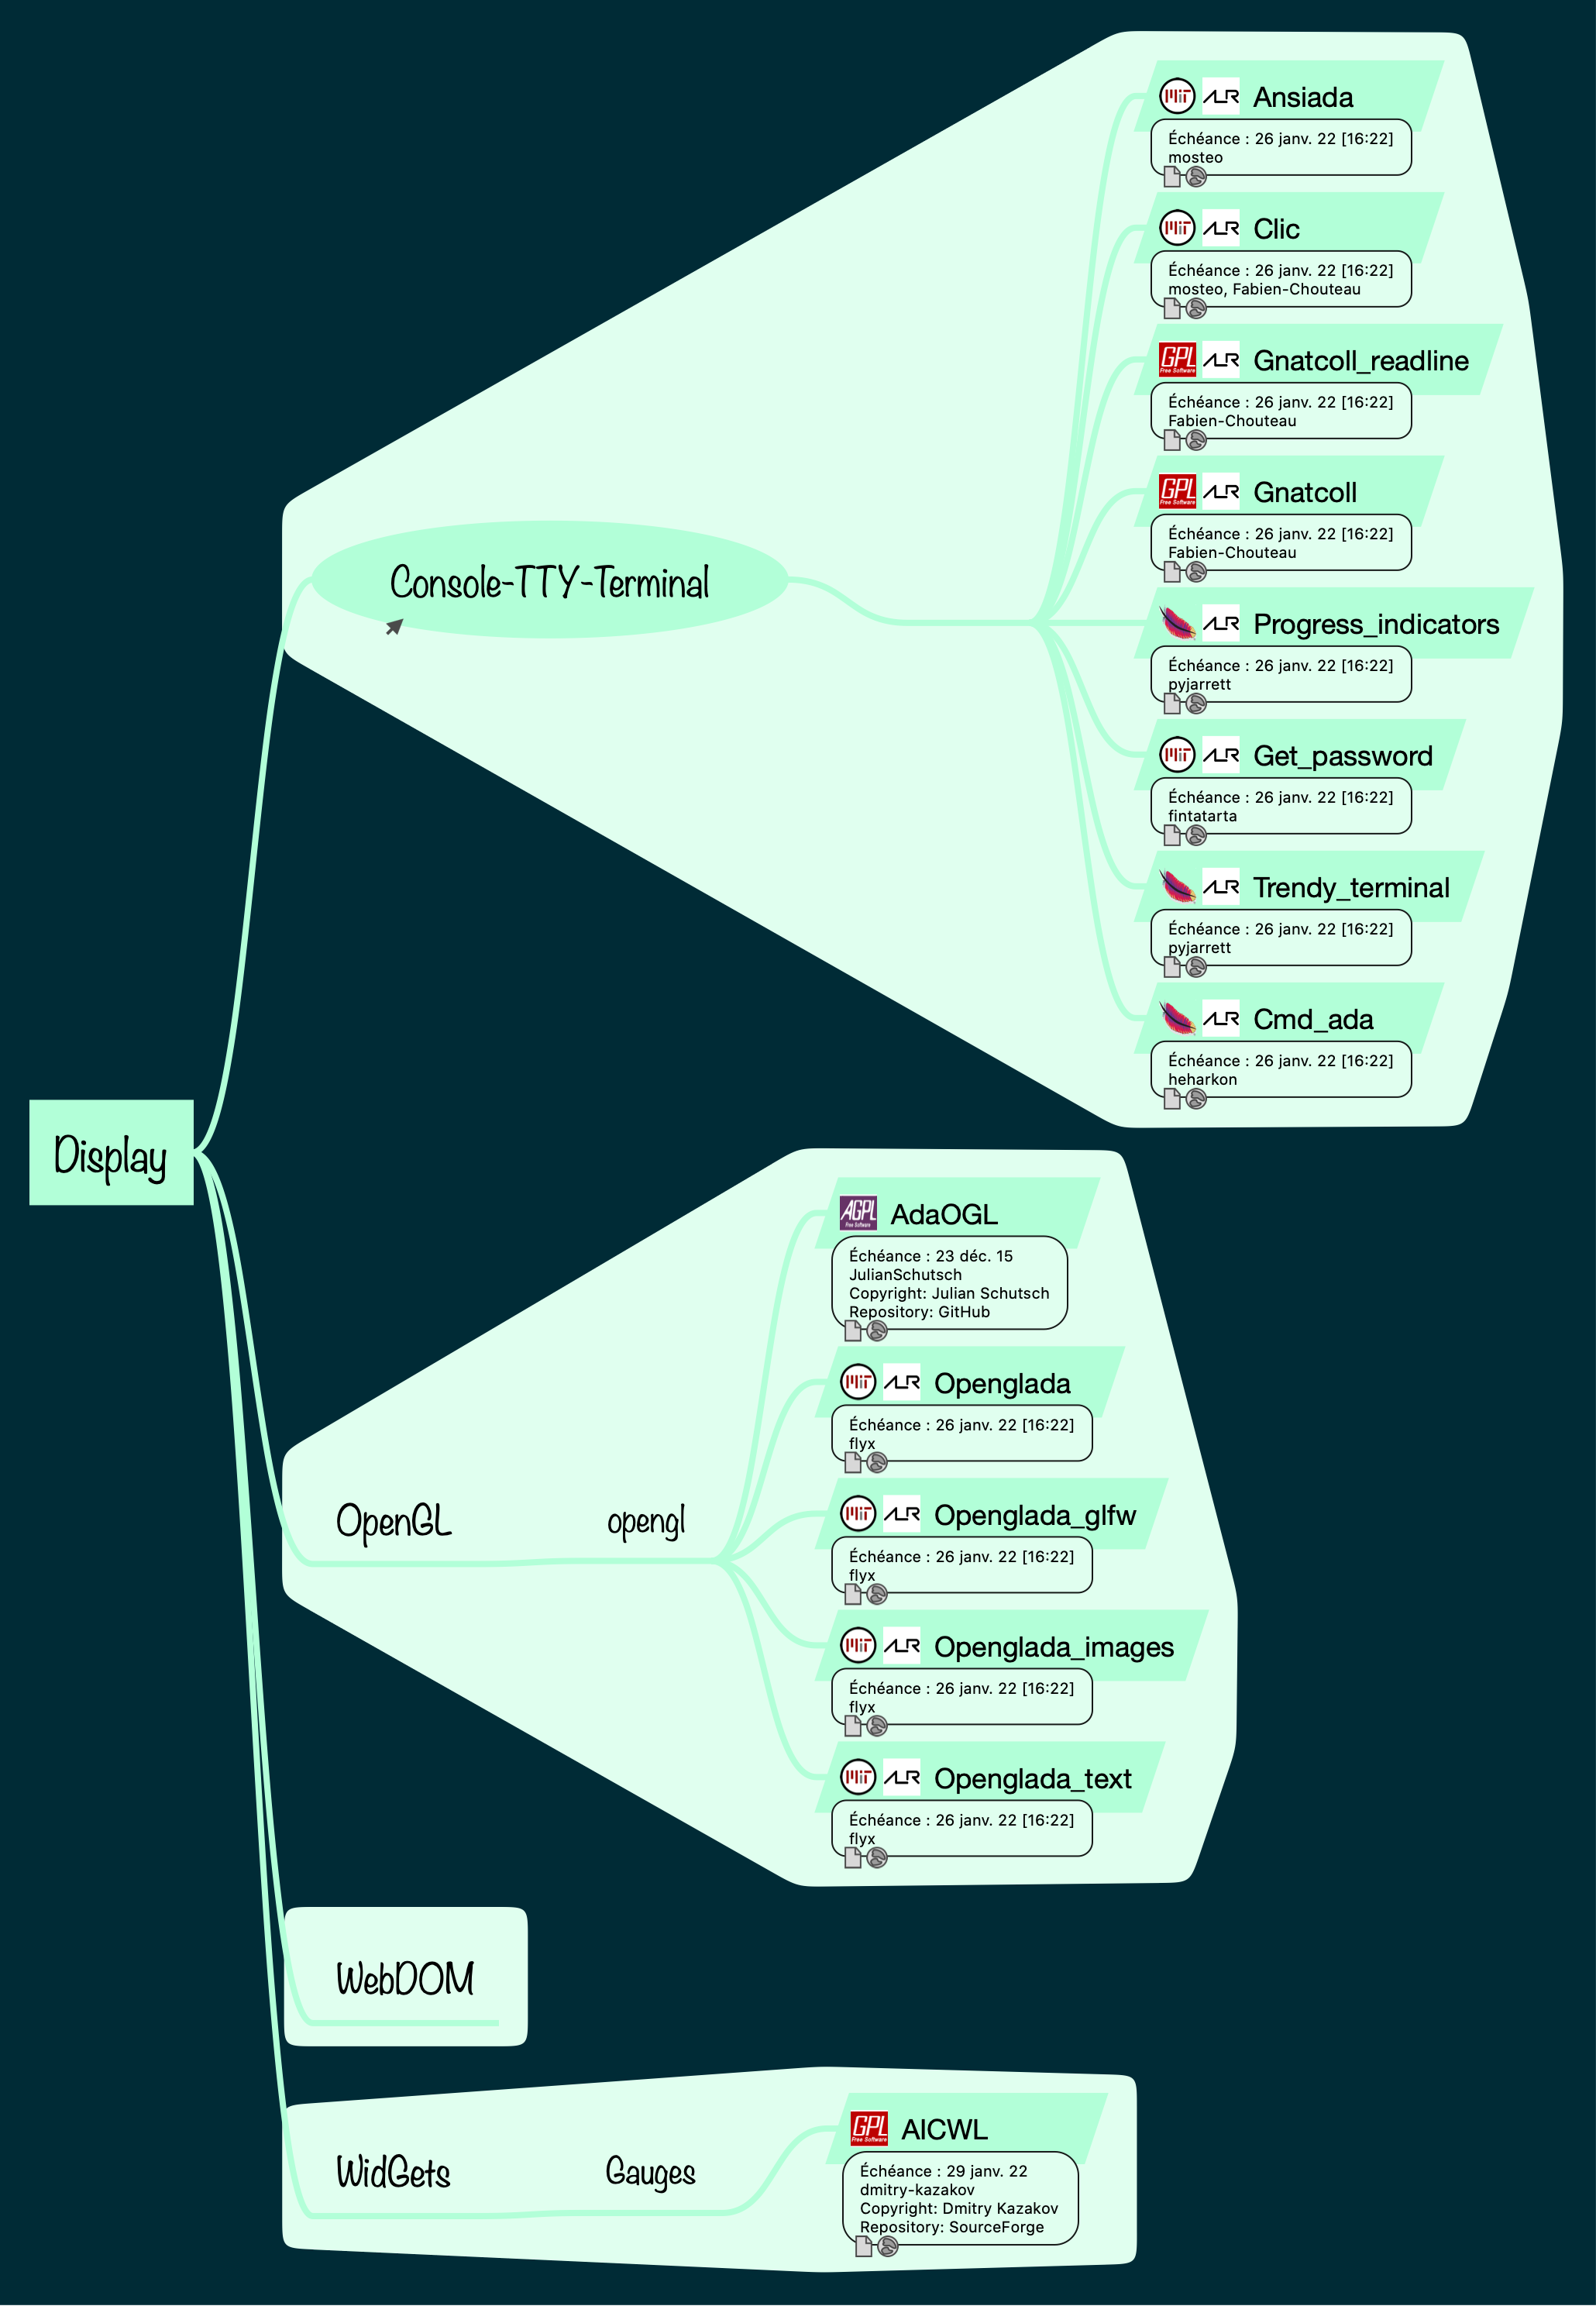 Display
Console-TTY-Terminal
MiT ALR Ansiada
Échéance : 26 janv. 22 [16:22]
mosteo
MiT ALR Clic
Échéance : 26 janv. 22 [16:22]
mosteo, Fabien-Chouteau
GPL Free Software ALR Gnatcoll_readline
Échéance : 26 janv. 22 [16:22]
Fabien-Chouteau
GPL Free Software ALR Gnatcoll
Échéance : 26 janv. 22 [16:22]
Fabien-Chouteau
ALR Progress_indicators
Échéance : 26 janv. 22 [16:22]
pyjarrett
MiT ALR Get_password
Échéance : 26 janv. 22 [16:22]
fintatarta
ALR Trendy_terminal
Échéance : 26 janv. 22 [16:22]
pyjarrett
ALR Cmd_ada
Échéance : 26 janv. 22 [16:22]
heharkon
OpenGL
opengl
AGPL Free Software AdaOGL
Échéance : 23 déc. 15
JulianSchutsch
Copyright: Julian Schutsch
Repository: GitHub
MiT ALR Openglada
Échéance : 26 janv. 22 [16:22]
flyx
MiT ALR Openglada_glfw
Échéance : 26 janv. 22 [16:22]
flyx
MiT ALR Openglada_images
Échéance : 26 janv. 22 [16:22]
flyx
MiT ALR Openglada_text
Échéance : 26 janv. 22 [16:22]
flyx
WebDOM
WidGets
Gauges
GPL Free Software AICWL
Échéance : 29 janv. 22
dmitry-kazakov
Copyright: Dmitry Kazakov
Repository: SourceForge